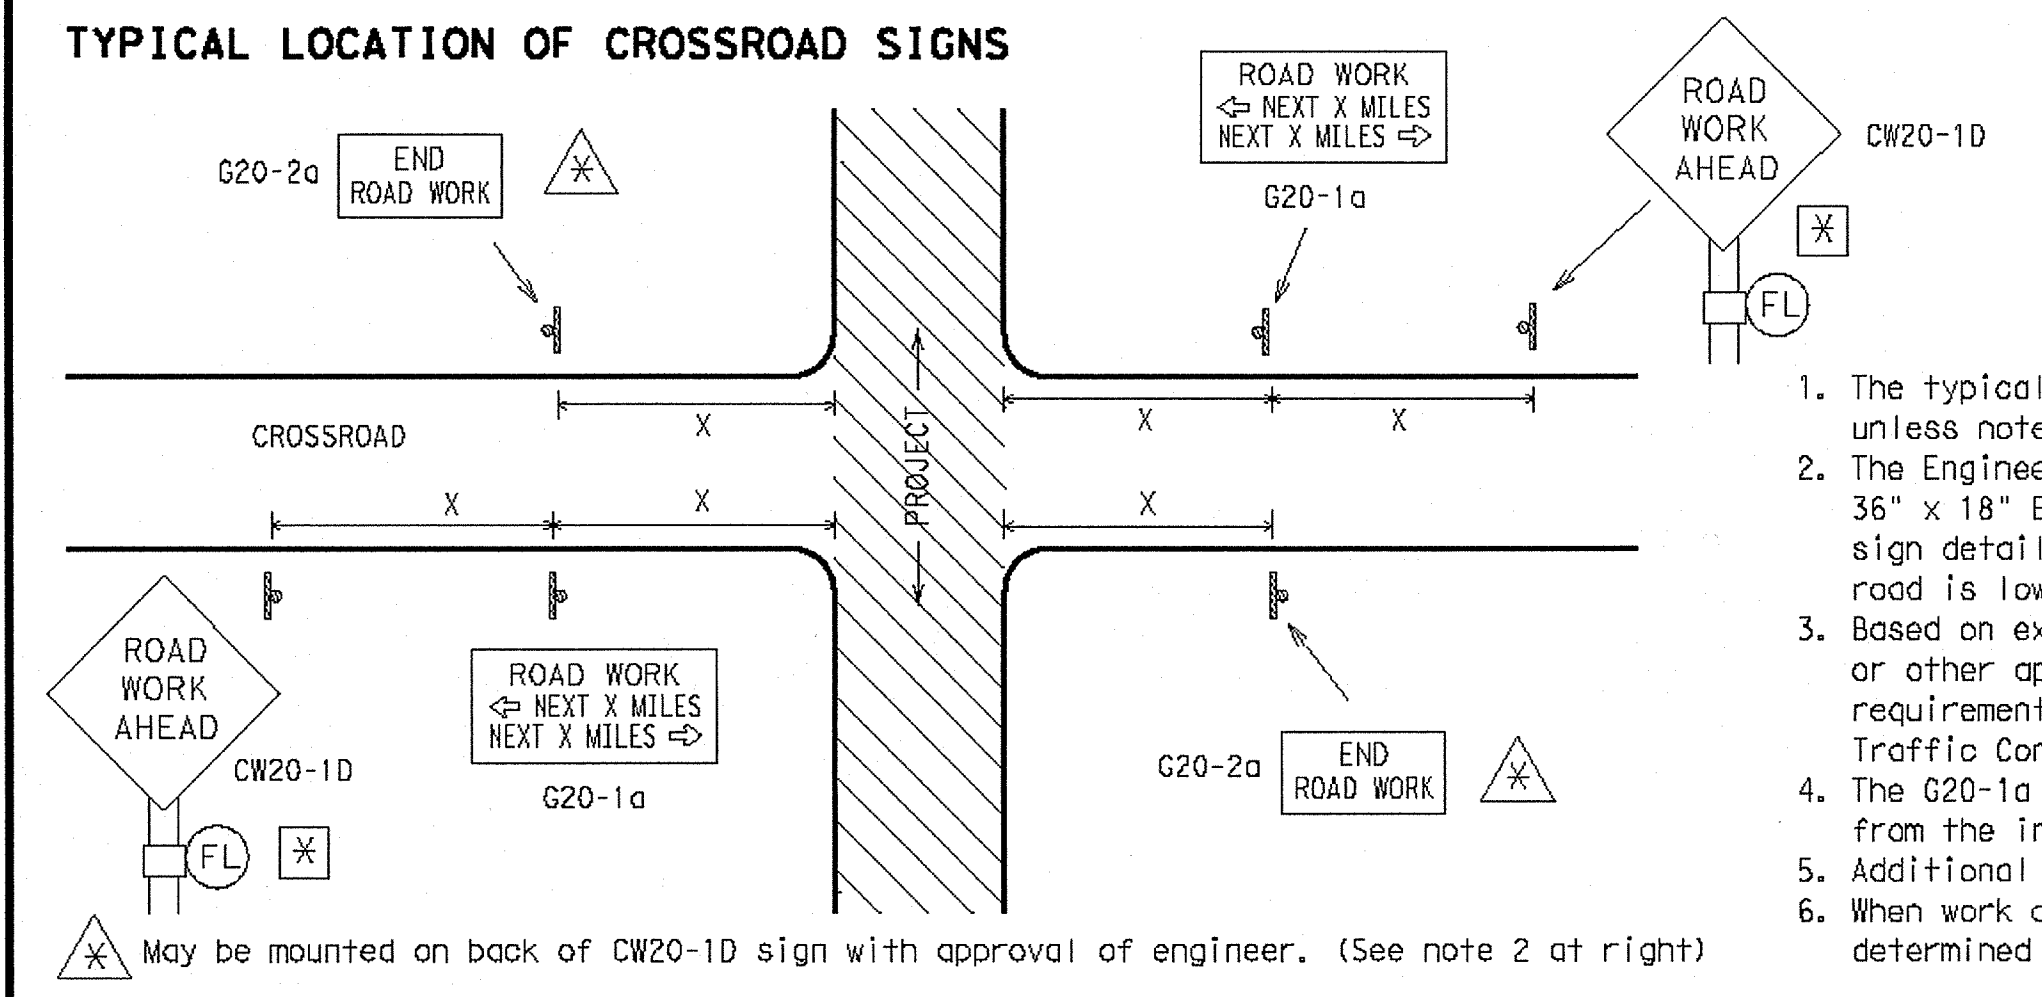 TYPICAL LOCATION OF CROSSROAD SIGNS
G20-2a
END
ROAD WORK
*
ROAD WORK
⇦ NEXT X MILES
NEXT X MILES ⇨
G20-1a
ROAD
WORK
AHEAD
CW20-1D
*
FL
X
X
X
CROSSROAD
PROJECT
X
X
X
ROAD
WORK
AHEAD
CW20-1D
FL
*
ROAD WORK
⇦ NEXT X MILES
NEXT X MILES ⇨
G20-1a
G20-2a
END
ROAD WORK
*
* May be mounted on back of CW20-1D sign with approval of engineer. (See note 2 at right)
1. The typical
unless note
2. The Enginee
36" x 18"
sign detail
road is low
3. Based on ex
or other ap
requirement
Traffic Con
4. The G20-1a
from the in
5. Additional
6. When work
determined